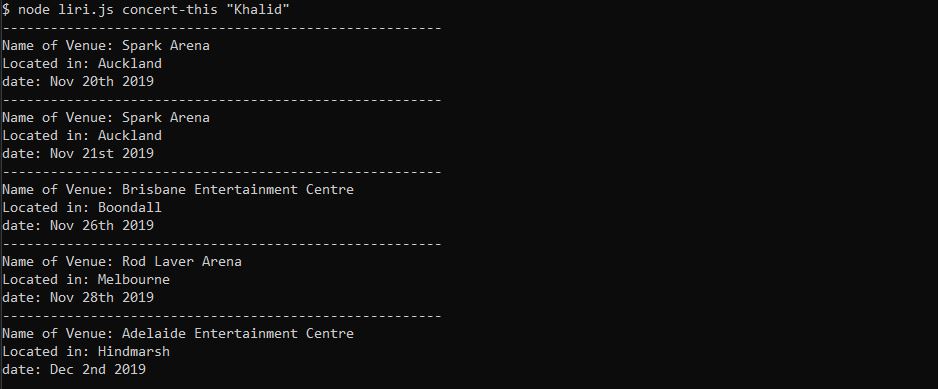 $ node liri.js concert-this "Khalid"
-------------------------------------------------------
Name of Venue: Spark Arena
Located in: Auckland
date: Nov 20th 2019
-------------------------------------------------------
Name of Venue: Spark Arena
Located in: Auckland
date: Nov 21st 2019
-------------------------------------------------------
Name of Venue: Brisbane Entertainment Centre
Located in: Boondall
date: Nov 26th 2019
-------------------------------------------------------
Name of Venue: Rod Laver Arena
Located in: Melbourne
date: Nov 28th 2019
-------------------------------------------------------
Name of Venue: Adelaide Entertainment Centre
Located in: Hindmarsh
date: Dec 2nd 2019